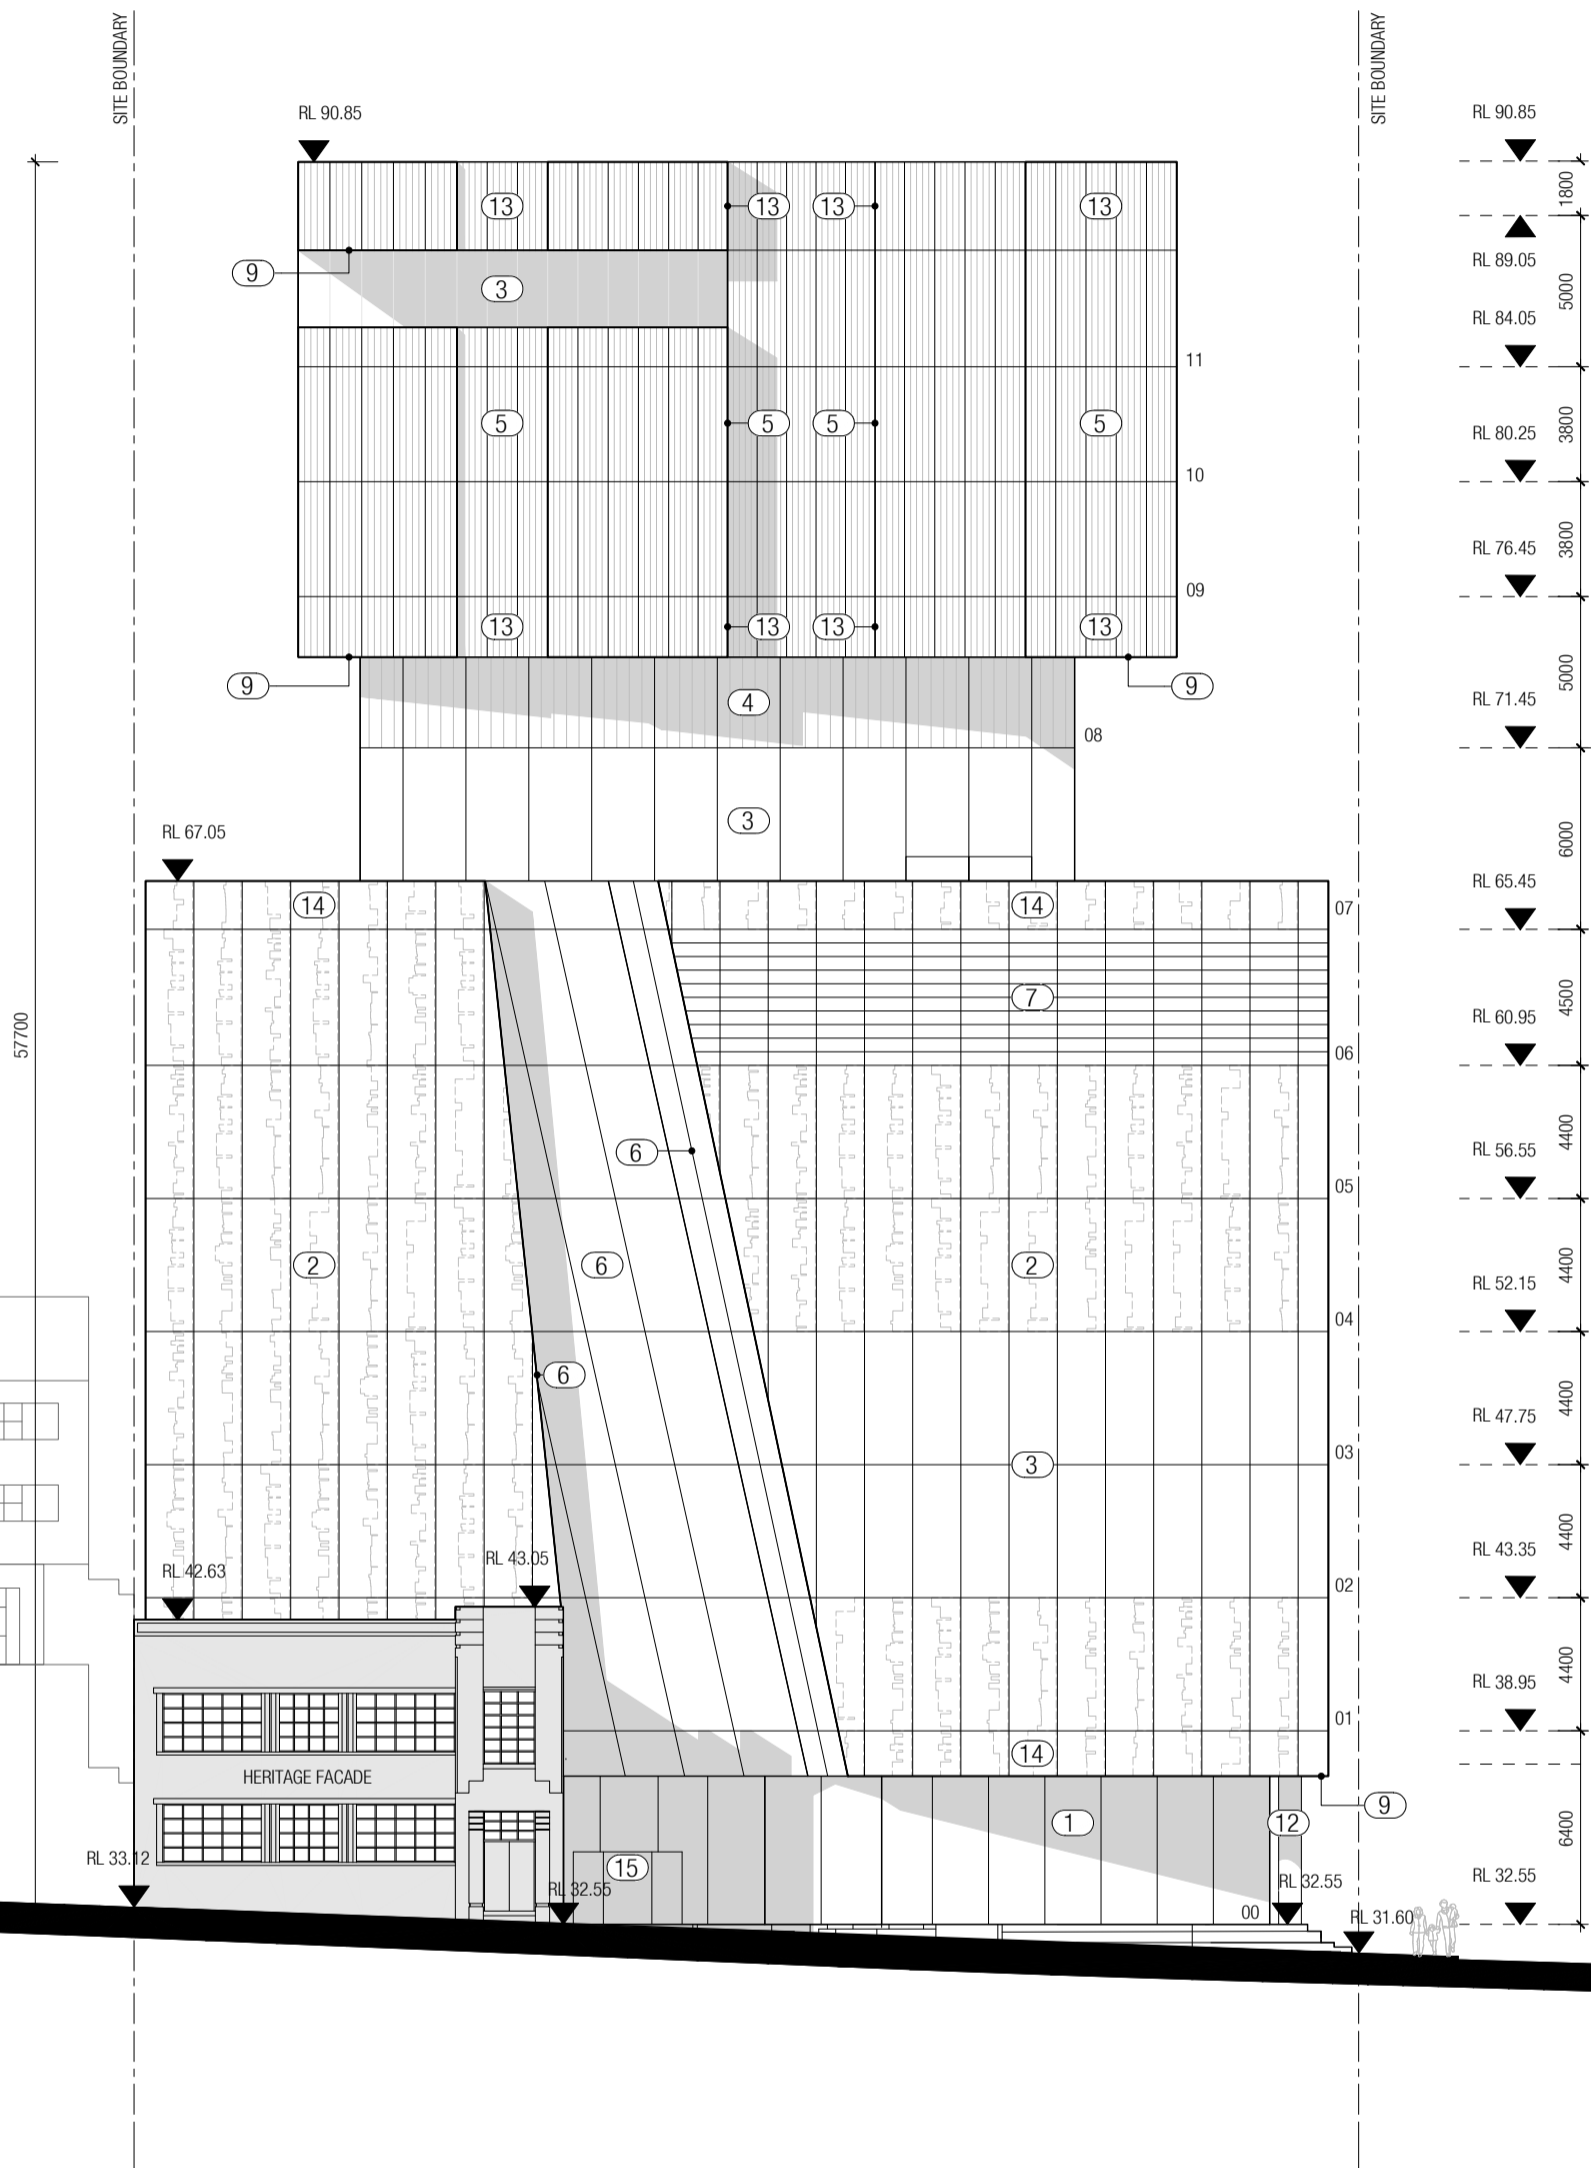 SITE BOUNDARY
SITE BOUNDARY
RL 90.85
RL 90.85
1800
13
13
13
13
9
3
RL 89.05
5000
RL 84.05
11
5
5
5
5
RL 80.25
3800
10
RL 76.45
3800
09
13
13
13
13
9
4
9
RL 71.45
5000
08
3
RL 67.05
6000
RL 65.45
14
14
07
7
4500
RL 60.95
57700
06
6
4400
RL 56.55
05
2
6
2
4400
RL 52.15
04
6
4400
RL 47.75
03
3
4400
RL 43.35
RL 42.63
RL 43.05
02
4400
RL 38.95
01
14
HERITAGE FACADE
9
1
12
6400
RL 33.12
15
RL 32.55
RL 32.55
RL 32.55
00
RL 31.60